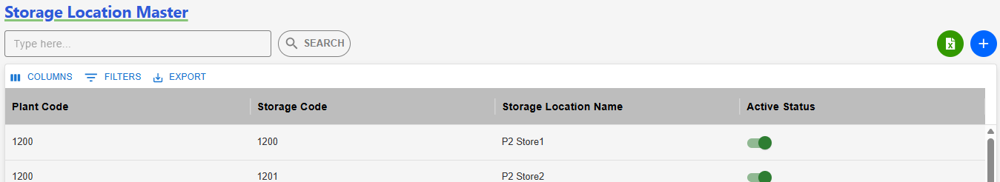 Storage Location Master
Type here...
SEARCH
COLUMNS FILTERS EXPORT
Plant Code Storage Code Storage Location Name Active Status
1200 1200 P2 Store1
1200 1201 P2 Store2